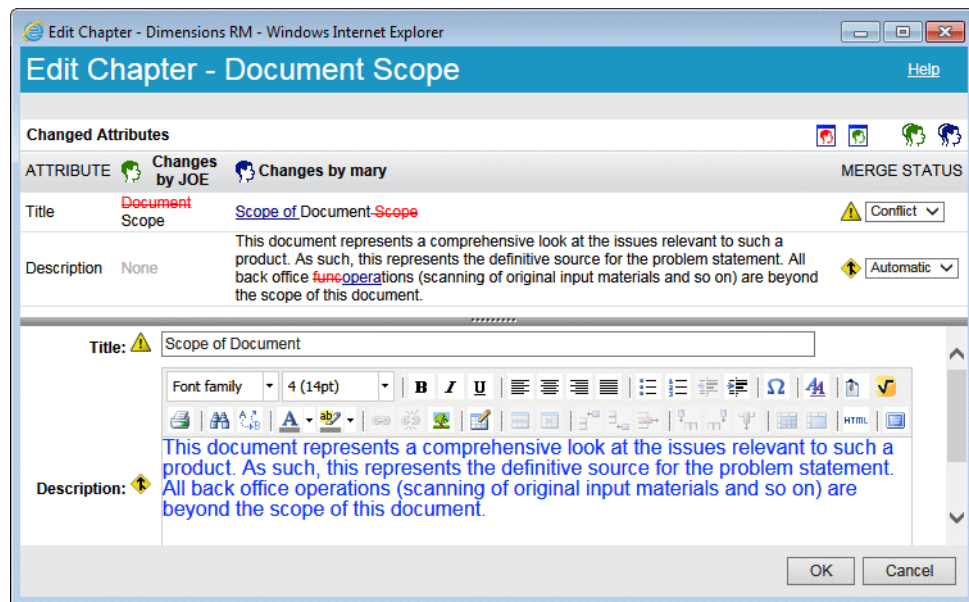 Edit Chapter - Dimensions RM - Windows Internet Explorer
Edit Chapter - Document Scope
Help
Changed Attributes
ATTRIBUTE Changes by JOE Changes by mary MERGE STATUS
Title Document Scope Scope of Document Scope Conflict
Description None This document represents a comprehensive look at the issues relevant to such a
product. As such, this represents the definitive source for the problem statement. All
back office funcoperations (scanning of original input materials and so on) are beyond
the scope of this document.
Automatic
Title: Scope of Document
Font family 4 (14pt) B I U Ω A
A ab HTML
Description:
This document represents a comprehensive look at the issues relevant to such a
product. As such, this represents the definitive source for the problem statement.
All back office operations (scanning of original input materials and so on) are
beyond the scope of this document.
OK Cancel